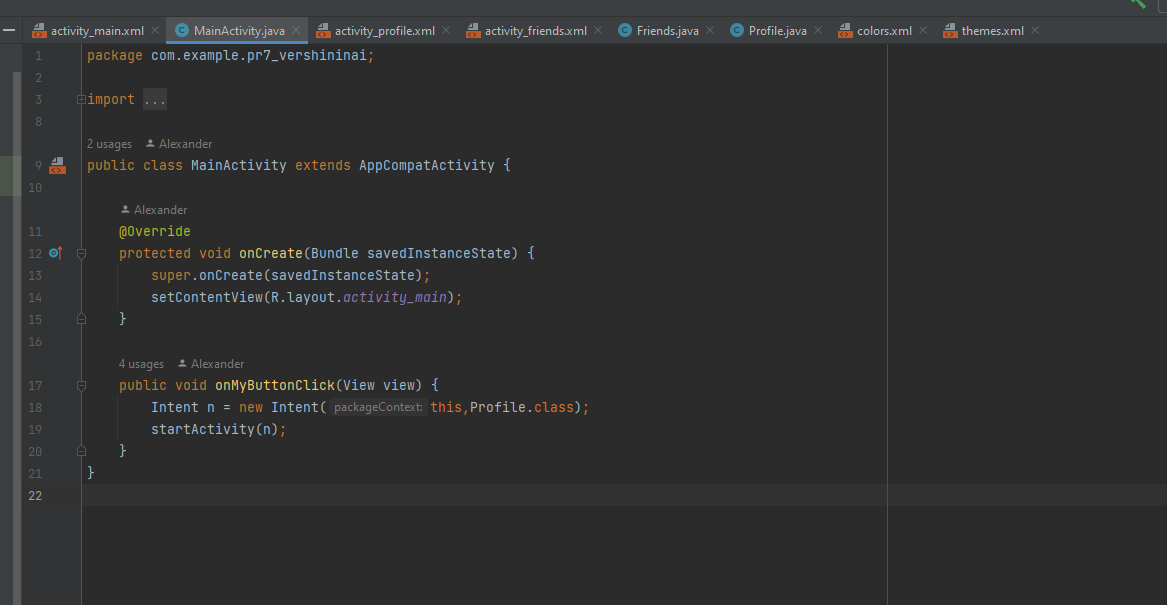 activity_main.xml MainActivity.java activity_profile.xml activity_friends.xml Friends.java Profile.java colors.xml themes.xml
1 package com.example.pr7_vershininai;
2
3 import ...
8
2 usages Alexander
9 public class MainActivity extends AppCompatActivity {
10
Alexander
11 @Override
12 protected void onCreate(Bundle savedInstanceState) {
13 super.onCreate(savedInstanceState);
14 setContentView(R.layout.activity_main);
15 }
16
4 usages Alexander
17 public void onMyButtonClick(View view) {
18 Intent n = new Intent( packageContext: this,Profile.class);
19 startActivity(n);
20 }
21 }
22